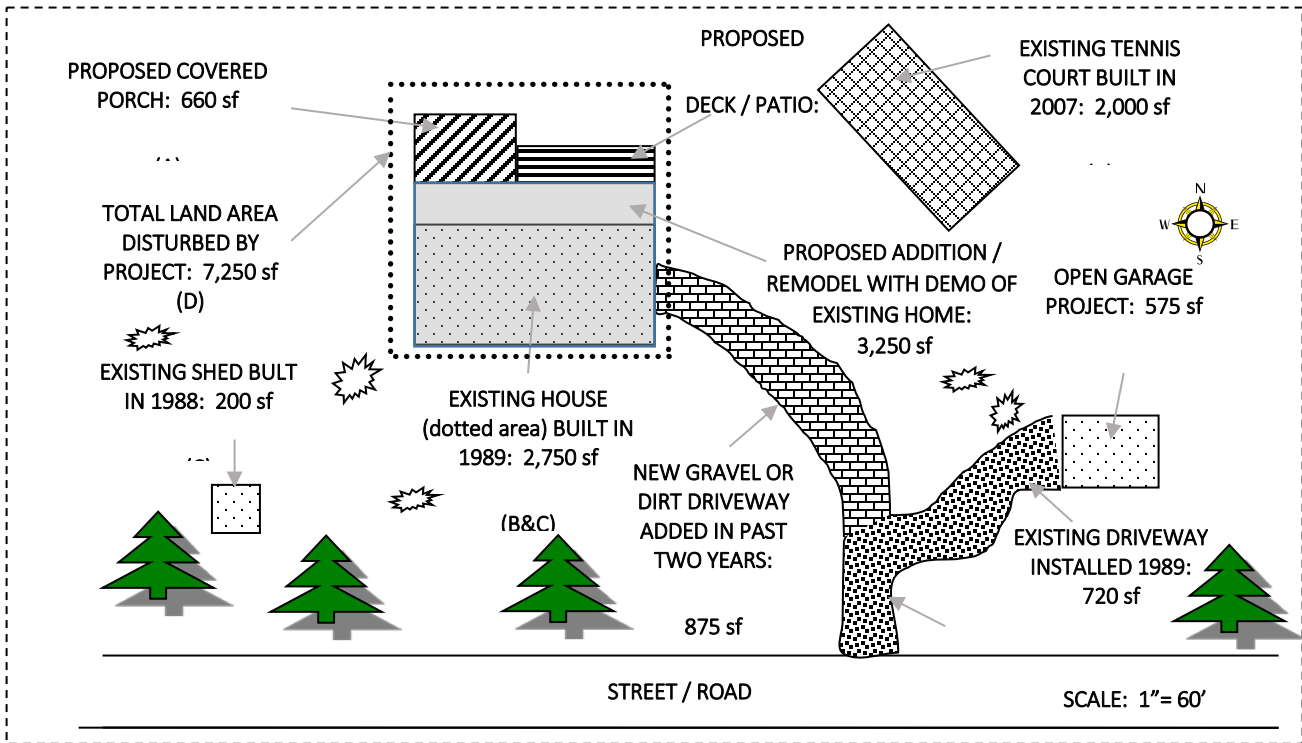 PROPOSED COVERED
PORCH: 660 sf
PROPOSED
DECK / PATIO:
EXISTING TENNIS
COURT BUILT IN
2007: 2,000 sf
TOTAL LAND AREA
DISTURBED BY
PROJECT: 7,250 sf
(D)
N
W
E
S
PROPOSED ADDITION /
REMODEL WITH DEMO OF
EXISTING HOME:
3,250 sf
OPEN GARAGE
PROJECT: 575 sf
EXISTING SHED BULT
IN 1988: 200 sf
EXISTING HOUSE
(dotted area) BUILT IN
1989: 2,750 sf
(B&C)
NEW GRAVEL OR
DIRT DRIVEWAY
ADDED IN PAST
TWO YEARS:
875 sf
EXISTING DRIVEWAY
INSTALLED 1989:
720 sf
STREET / ROAD
SCALE: 1”= 60’